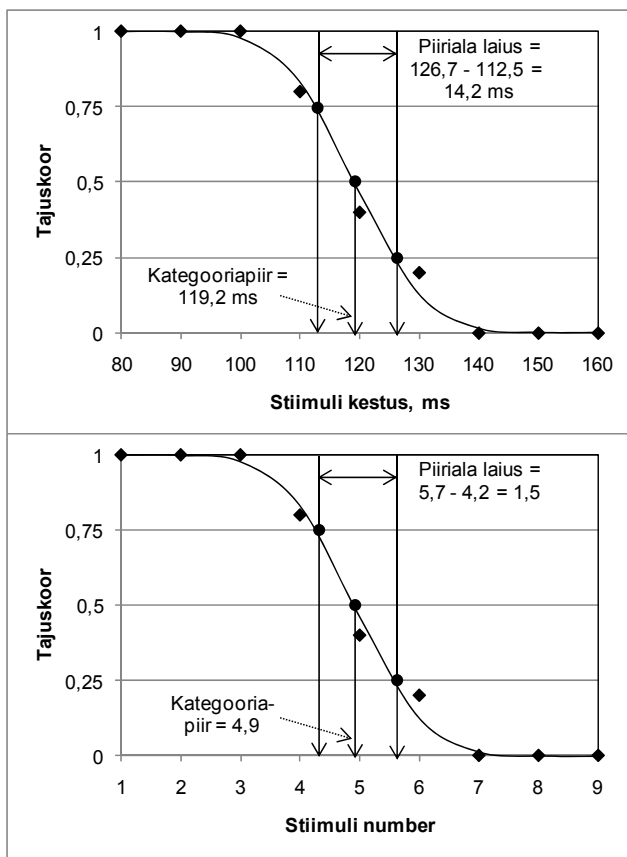 1
0,75
0,5
0,25
0
Tajuskoor
Piiriala laius =
126,7 - 112,5 =
14,2 ms
Kategooriapiir =
119,2 ms
80 90 100 110 120 130 140 150 160
Stiimuli kestus, ms
1
0,75
0,5
0,25
0
Tajuskoor
Piiriala laius =
5,7 - 4,2 = 1,5
Kategooria-
piir = 4,9
1 2 3 4 5 6 7 8 9
Stiimuli number